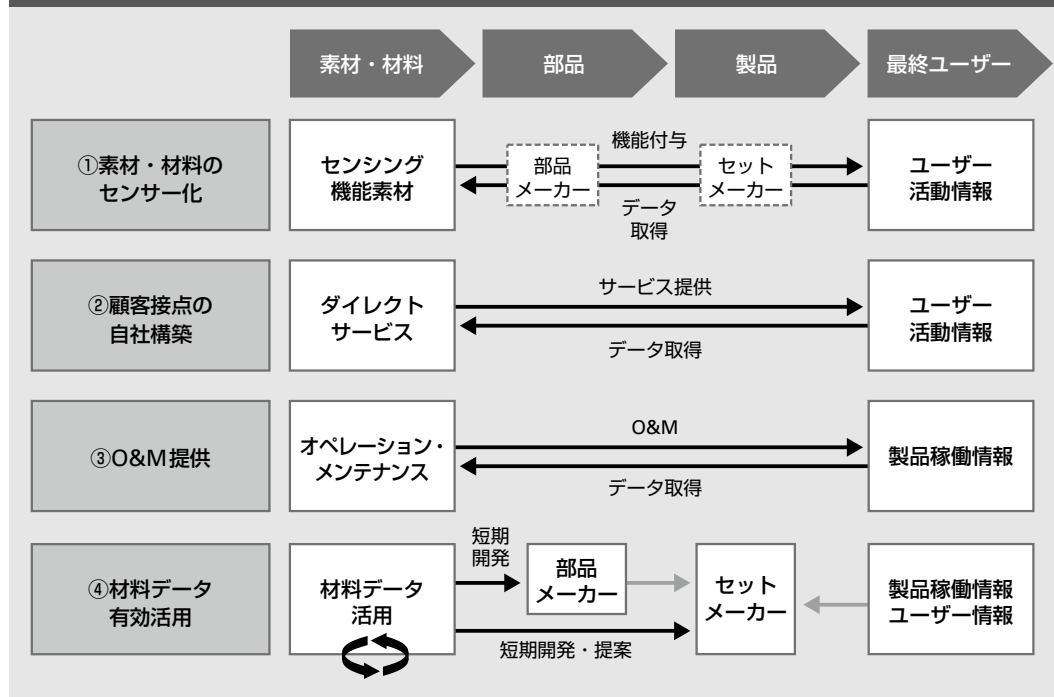 素材・材料
部品
製品
最終ユーザー
①素材・材料の
センサー化
センシング
機能素材
機能付与
部品
メーカー
セット
メーカー
データ
取得
ユーザー
活動情報
②顧客接点の
自社構築
ダイレクト
サービス
サービス提供
データ取得
ユーザー
活動情報
③O&M提供
オペレーション・
メンテナンス
O&M
データ取得
製品稼働情報
④材料データ
有効活用
材料データ
活用
短期
開発
部品
メーカー
短期開発・提案
セット
メーカー
製品稼働情報
ユーザー情報